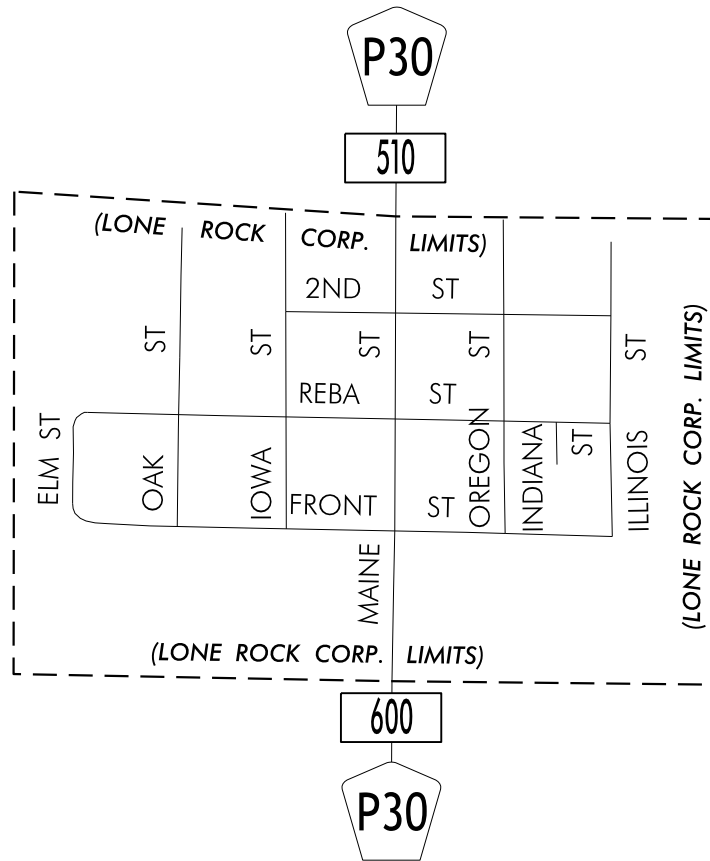 P30
510
(LONE ROCK CORP. LIMITS)
2ND ST
OAK ST
IOWA ST
MAINE ST
OREGON ST
ILLINOIS ST
REBA ST
ELM ST
INDIANA ST
FRONT ST
(LONE ROCK CORP. LIMITS)
(LONE ROCK CORP. LIMITS)
600
P30